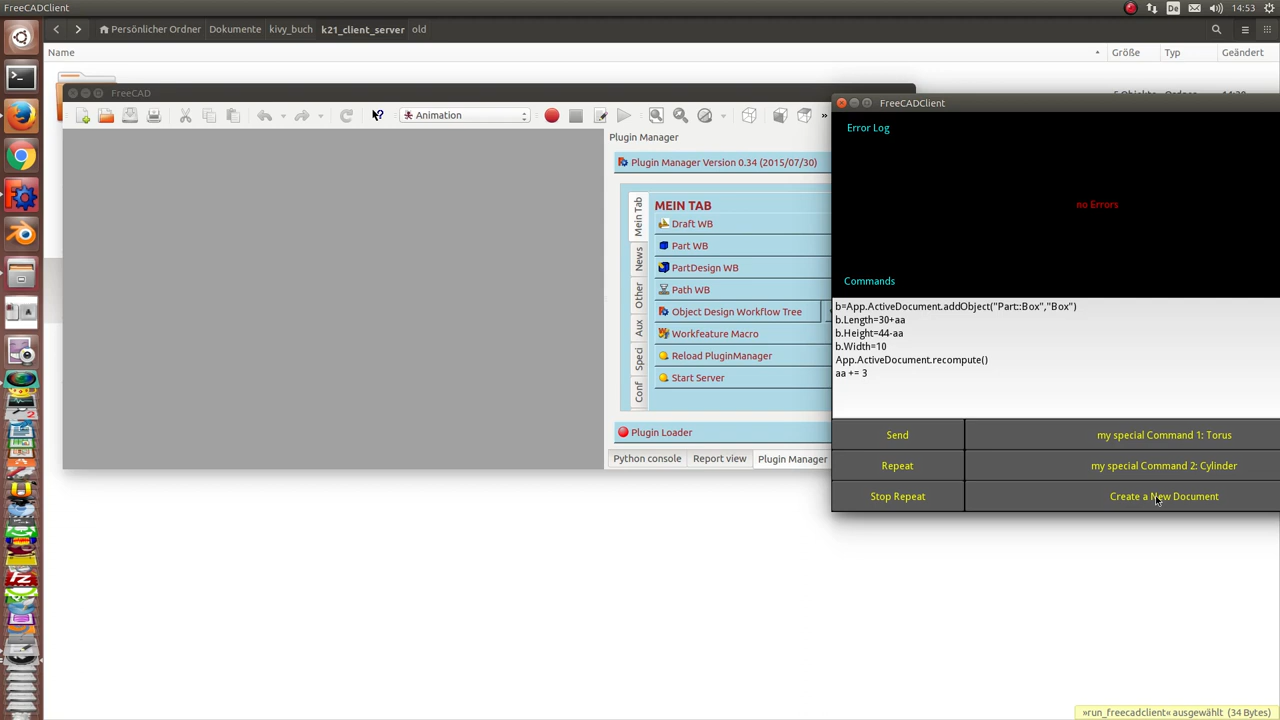 FreeCADClient
De
14:53
Persönlicher Ordner
Dokumente
kivy_buch
k21_client_server
old
Name
Größe
Typ
Geändert
FreeCAD
Animation
»
Plugin Manager
Plugin Manager Version 0.34 (2015/07/30)
Mein Tab
News
Other
Aux
Sped
Conf
MEIN TAB
Draft WB
Part WB
PartDesign WB
Path WB
Object Design Workflow Tree
Workfeature Macro
Reload PluginManager
Start Server
Plugin Loader
Python console
Report view
Plugin Manager
FreeCADClient
Error Log
no Errors
Commands
b=App.ActiveDocument.addObject("Part::Box","Box")
b.Length=30+aa
b.Height=44-aa
b.Width=10
App.ActiveDocument.recompute()
aa += 3
Send
my special Command 1: Torus
Repeat
my special Command 2: Cylinder
Stop Repeat
Create a New Document
»run_freecadclient« ausgewählt (34 Bytes)